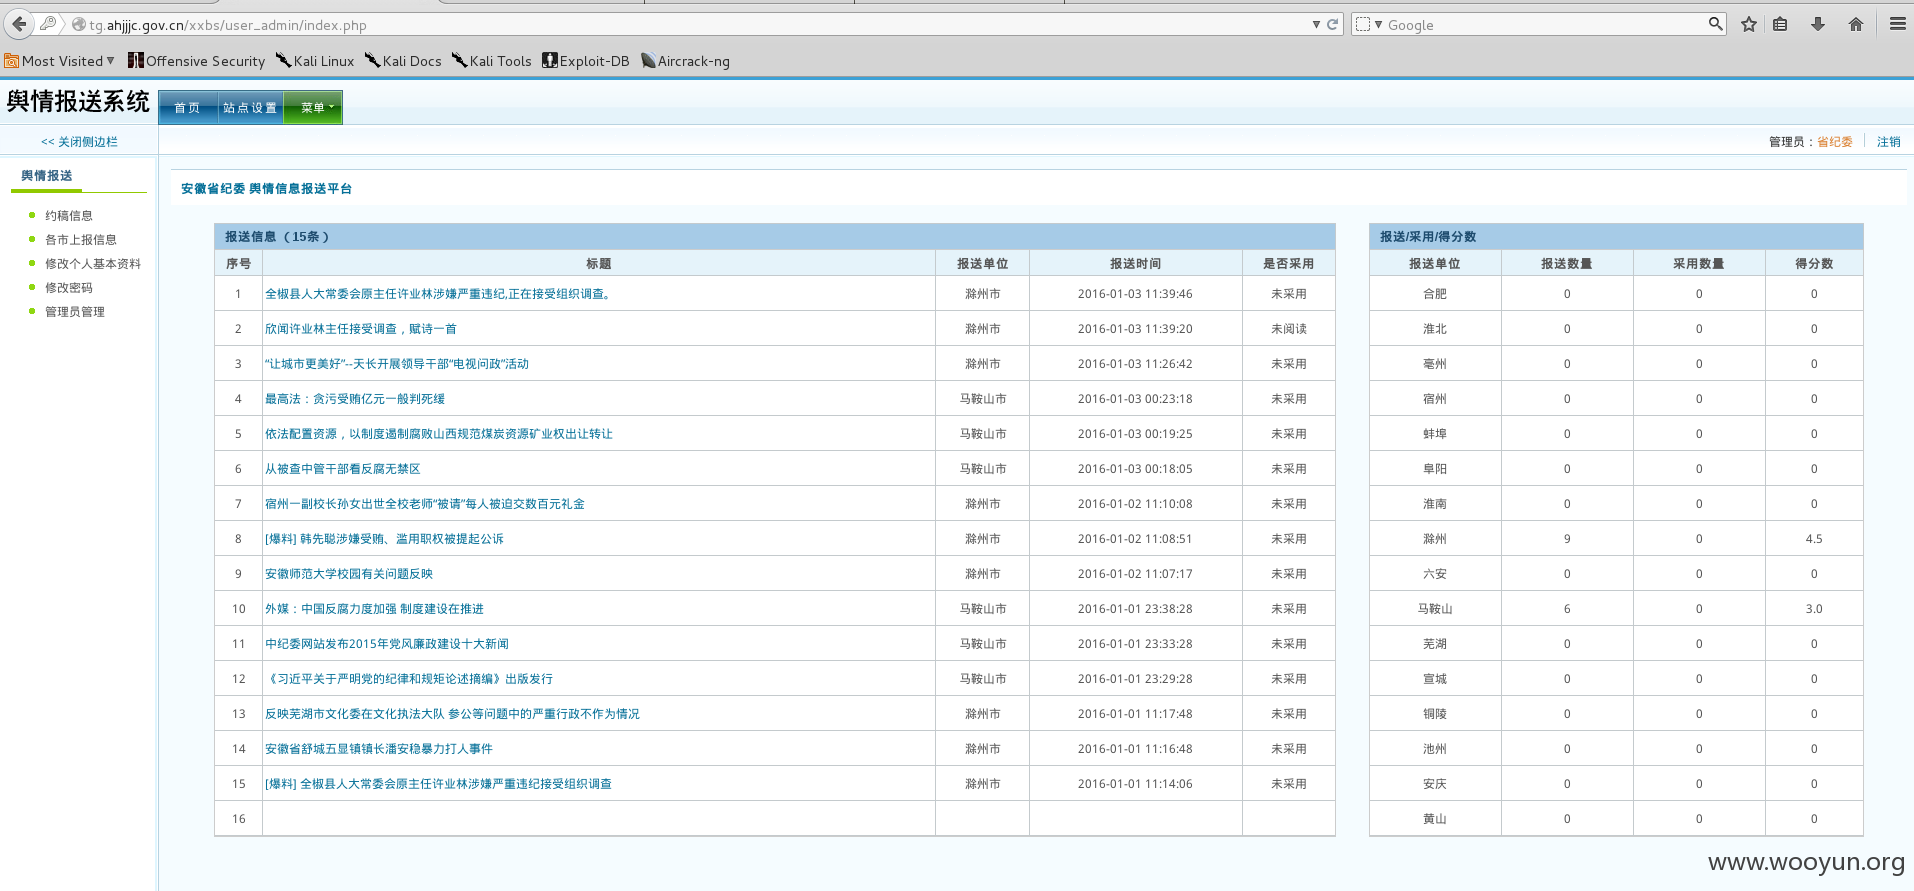 tg.ahjjjc.gov.cn/xxbs/user_admin/index.php
Google
Most Visited
Offensive Security
Kali Linux
Kali Docs
Kali Tools
Exploit-DB
Aircrack-ng
舆情报送系统
首页 站点设置 菜单
<< 关闭侧边栏
管理员：省纪委 注销
舆情报送
约稿信息
各市上报信息
修改个人基本资料
修改密码
管理员管理
安徽省纪委 舆情信息报送平台
报送信息（15条）
序号 标题 报送单位 报送时间 是否采用
1 全椒县人大常委会原主任许业林涉嫌严重违纪,正在接受组织调查。 滁州市 2016-01-03 11:39:46 未采用
2 欣闻许业林主任接受调查，赋诗一首 滁州市 2016-01-03 11:39:20 未阅读
3 “让城市更美好”--天长开展领导干部“电视问政”活动 滁州市 2016-01-03 11:26:42 未采用
4 最高法：贪污受贿亿元一般判死缓 马鞍山市 2016-01-03 00:23:18 未采用
5 依法配置资源，以制度遏制腐败山西规范煤炭资源矿业权出让转让 马鞍山市 2016-01-03 00:19:25 未采用
6 从被查中管干部看反腐无禁区 马鞍山市 2016-01-03 00:18:05 未采用
7 宿州一副校长孙女出世全校老师“被请”每人被迫交数百元礼金 滁州市 2016-01-02 11:10:08 未采用
8 [爆料] 韩先聪涉嫌受贿、滥用职权被提起公诉 滁州市 2016-01-02 11:08:51 未采用
9 安徽师范大学校园有关问题反映 滁州市 2016-01-02 11:07:17 未采用
10 外媒：中国反腐力度加强 制度建设在推进 马鞍山市 2016-01-01 23:38:28 未采用
11 中纪委网站发布2015年党风廉政建设十大新闻 马鞍山市 2016-01-01 23:33:28 未采用
12 《习近平关于严明党的纪律和规矩论述摘编》出版发行 马鞍山市 2016-01-01 23:29:28 未采用
13 反映芜湖市文化委在文化执法大队 参公等问题中的严重行政不作为情况 滁州市 2016-01-01 11:17:48 未采用
14 安徽省舒城五显镇镇长潘安稳暴力打人事件 滁州市 2016-01-01 11:16:48 未采用
15 [爆料] 全椒县人大常委会原主任许业林涉嫌严重违纪接受组织调查 滁州市 2016-01-01 11:14:06 未采用
16
报送/采用/得分数
报送单位 报送数量 采用数量 得分数
合肥 0 0 0
淮北 0 0 0
亳州 0 0 0
宿州 0 0 0
蚌埠 0 0 0
阜阳 0 0 0
淮南 0 0 0
滁州 9 0 4.5
六安 0 0 0
马鞍山 6 0 3.0
芜湖 0 0 0
宣城 0 0 0
铜陵 0 0 0
池州 0 0 0
安庆 0 0 0
黄山 0 0 0
www.wooyun.org